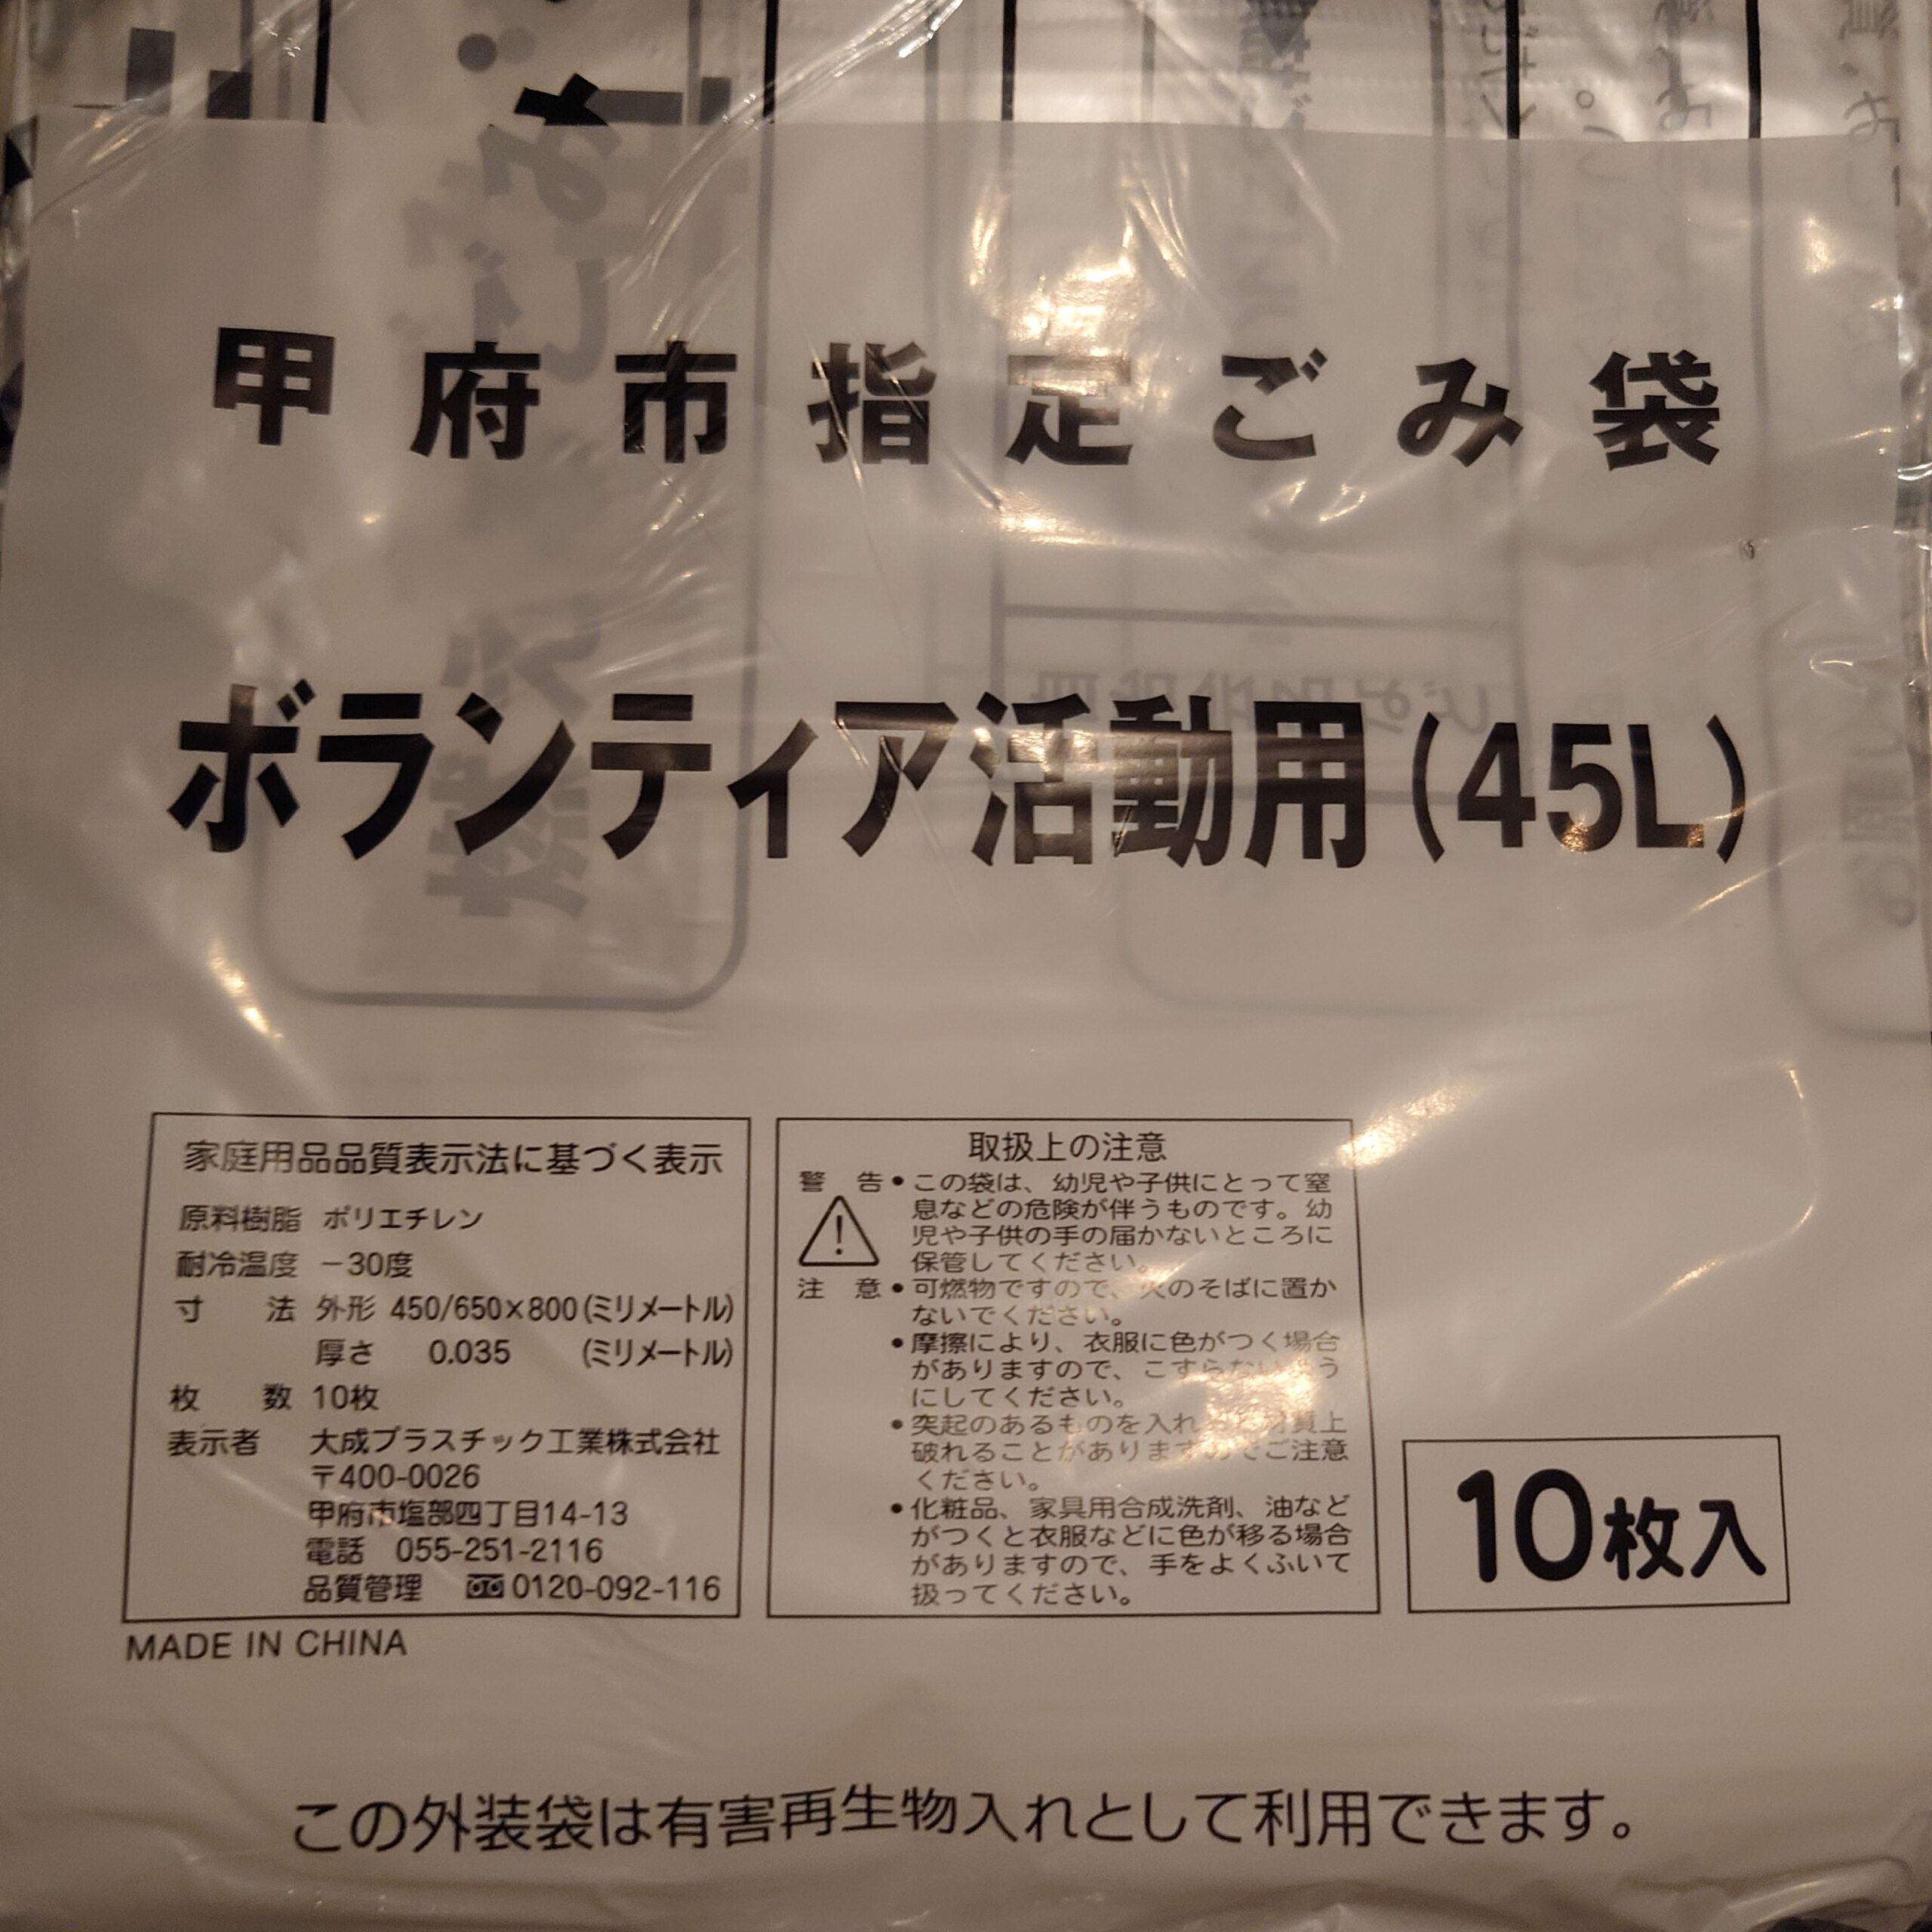 甲府市指定ごみ袋
ボランティア活動用(45L)
家庭用品品質表示法に基づく表示
原料樹脂 ポリエチレン
耐冷温度 −30度
寸 法 外形 450/650×800(ミリメートル)
厚さ 0.035 (ミリメートル)
枚 数 10枚
表示者 大成プラスチック工業株式会社
〒400-0026
甲府市塩部四丁目14-13
電話 055-251-2116
品質管理 0120-092-116
MADE IN CHINA
取扱上の注意
警 告 •この袋は、幼児や子供にとって窒
息などの危険が伴うものです。幼
児や子供の手の届かないところに
保管してください。
注 意 •可燃物ですので、火のそばに置か
ないでください。
•摩擦により、衣服に色がつく場合
がありますので、こすらないよう
にしてください。
•突起のあるものを入れ 材質上
破れることがありますのでご注意
ください。
•化粧品、家具用合成洗剤、油など
がつくと衣服などに色が移る場合
がありますので、手をよくふいて
扱ってください。
10枚入
この外装袋は有害再生物入れとして利用できます。